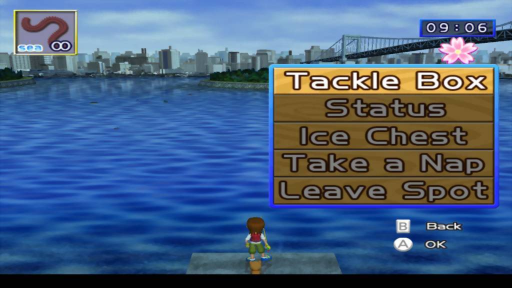 sea ∞
09:06
Tackle Box
Status
Ice Chest
Take a Nap
Leave Spot
B Back
A OK